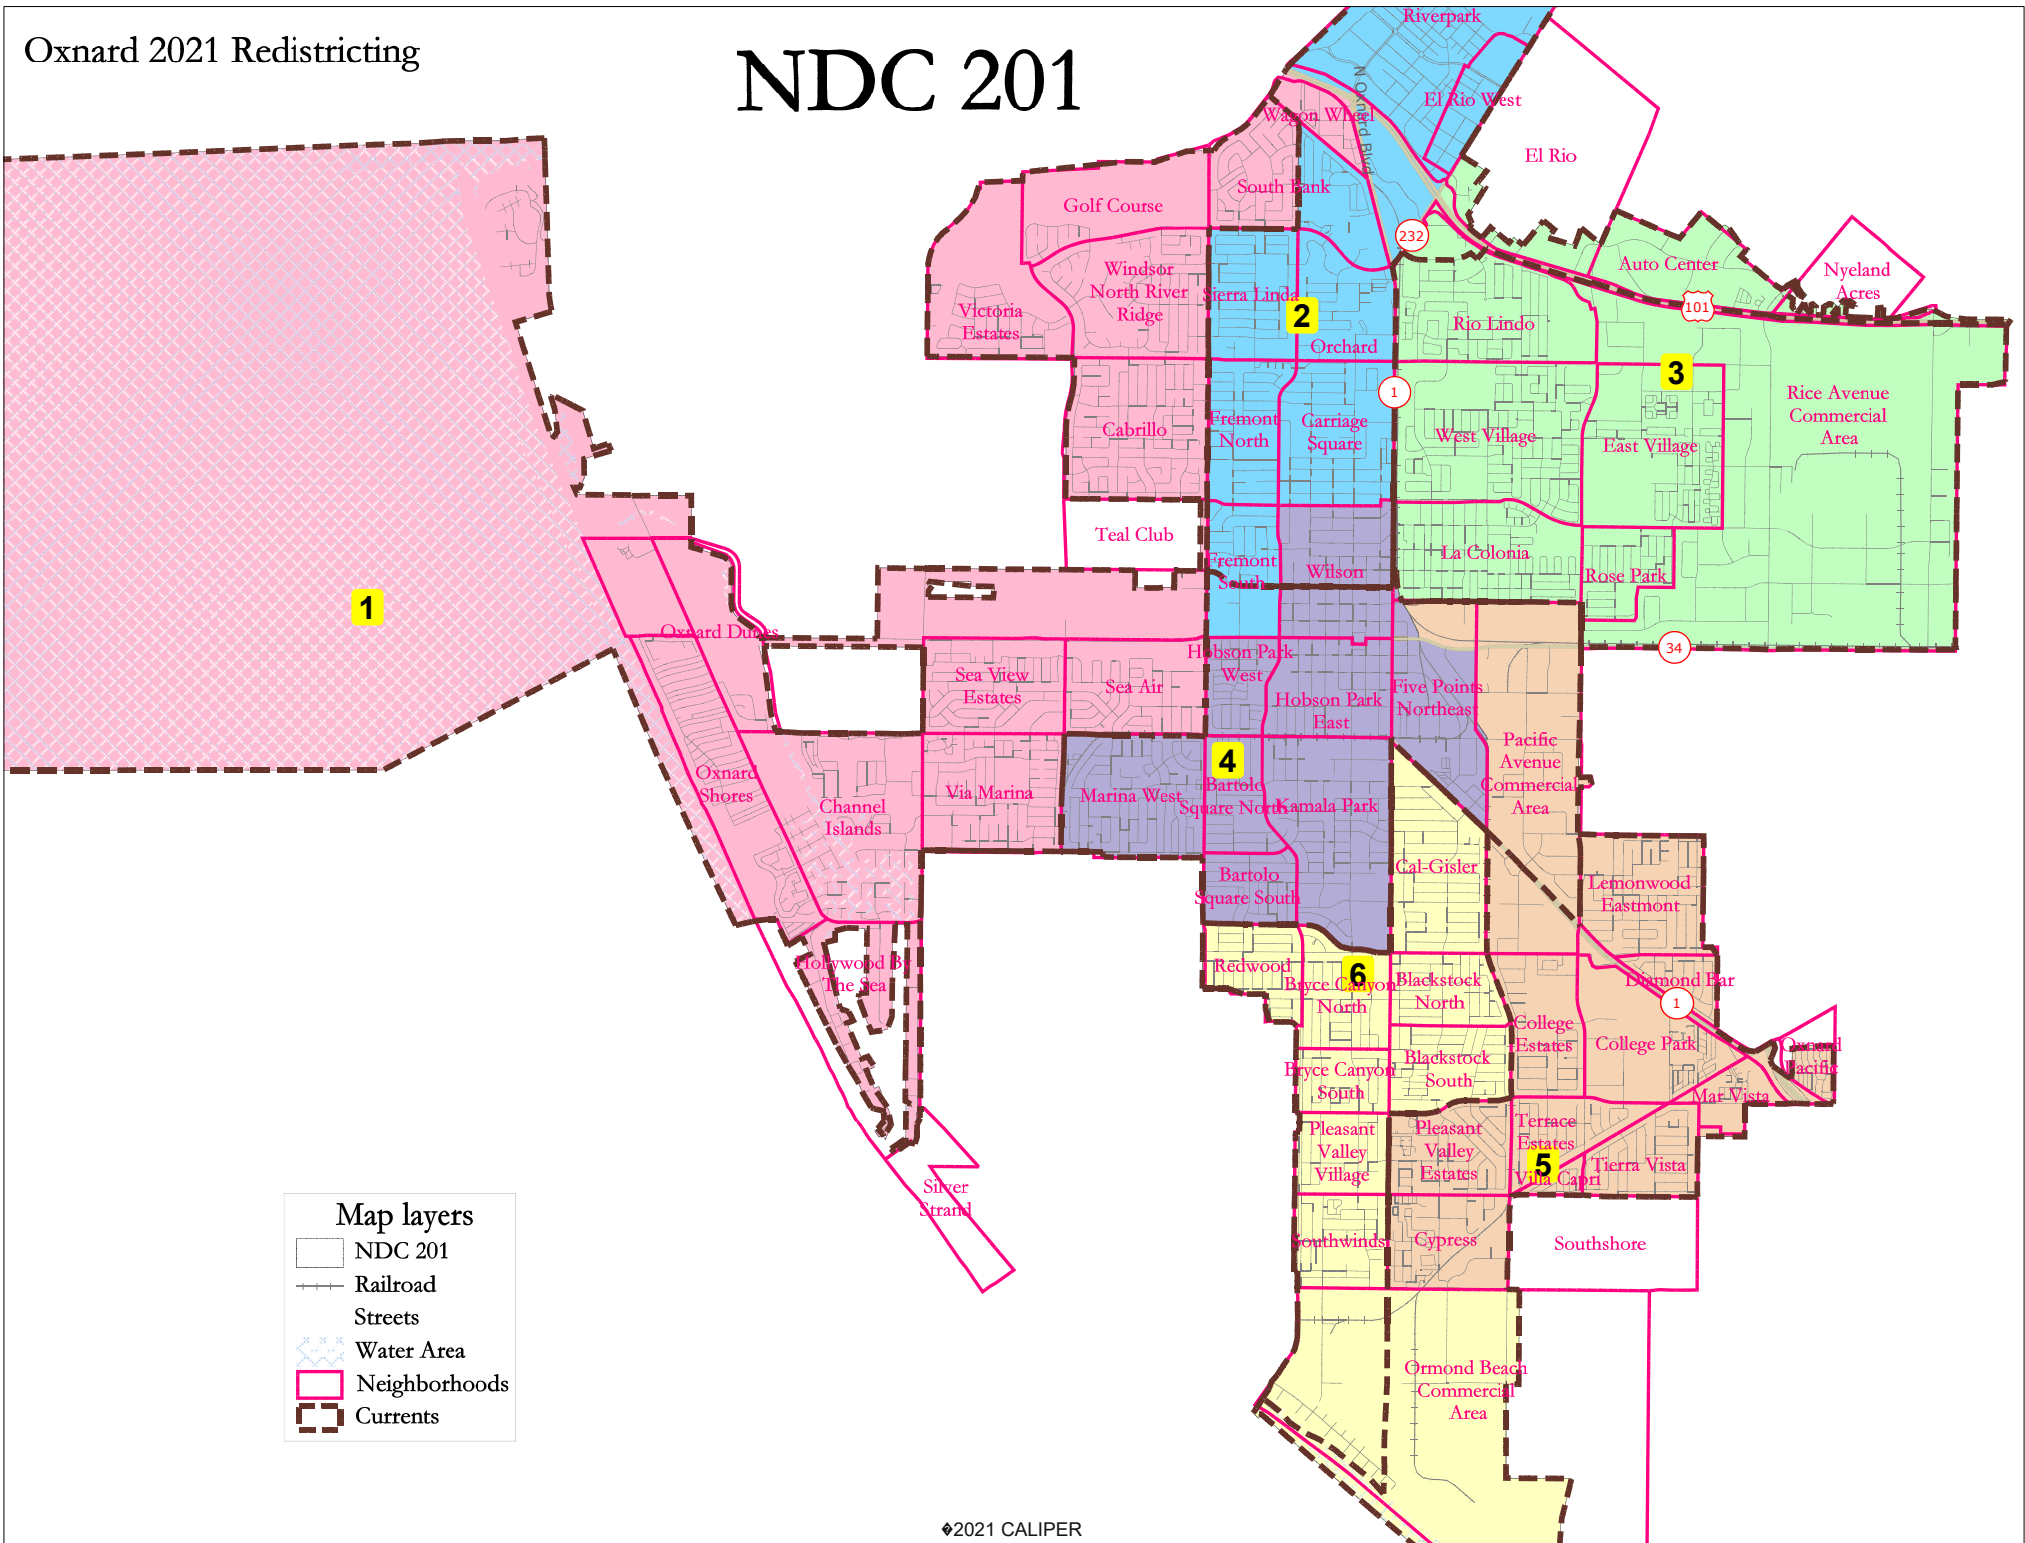 Oxnard 2021 Redistricting
NDC 201
Riverpark
N Oxnard Blvd
El Rio West
Wagon Wheel
El Rio
South Bank
Golf Course
232
Auto Center
Nyeland
Acres
Windsor
North River
Ridge
Victoria
Estates
Sierra Linda
2
Orchard
Rio Lindo
101
3
Rice Avenue
Commercial
Area
1
Cabrillo
Fremont
North
Carriage
Square
West Village
East Village
Teal Club
Fremont
South
Wilson
La Colonia
Rose Park
1
Oxnard Dunes
34
Sea View
Estates
Sea Air
Hobson Park
West
Hobson Park
East
Five Points
Northeast
Pacific
Avenue
Commercial
Area
Oxnard
Shores
Channel
Islands
Via Marina
Marina West
4
Bartolo
Square North
Kamala Park
Bartolo
Square South
Cal-Gisler
Lemonwood
Eastmont
Hollywood By
The Sea
Redwood
6
Bryce Canyon
North
Blackstock
North
Diamond Bar
1
College
Estates
College Park
Oxnard
Pacific
Bryce Canyon
South
Blackstock
South
Mar Vista
Pleasant
Valley
Village
Pleasant
Valley
Estates
Terrace
Estates
5
Villa Capri
Tierra Vista
Silver
Strand
Southwinds
Cypress
Southshore
Ormond Beach
Commercial
Area
Map layers
NDC 201
Railroad
Streets
Water Area
Neighborhoods
Currents
�2021 CALIPER